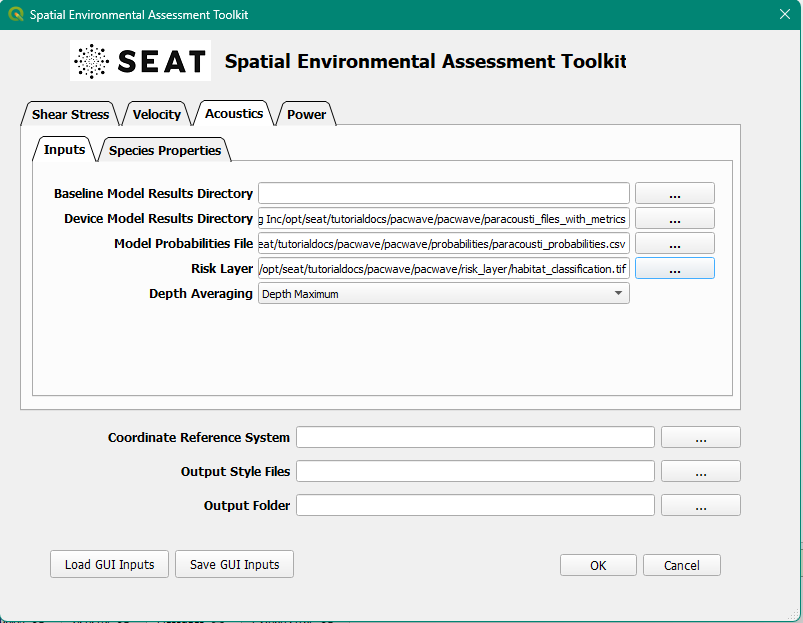 Spatial Environmental Assessment Toolkit
SEAT Spatial Environmental Assessment Toolkit
Shear Stress Velocity Acoustics Power
Inputs Species Properties
Baseline Model Results Directory ...
Device Model Results Directory g Inc/opt/seat/tutorialdocs/pacwave/pacwave/paracousti_files_with_metrics ...
Model Probabilities File eat/tutorialdocs/pacwave/pacwave/probabilities/paracousti_probabilities.csv ...
Risk Layer /opt/seat/tutorialdocs/pacwave/pacwave/risk_layer/habitat_classification.tif ...
Depth Averaging Depth Maximum
Coordinate Reference System ...
Output Style Files ...
Output Folder ...
Load GUI Inputs Save GUI Inputs OK Cancel